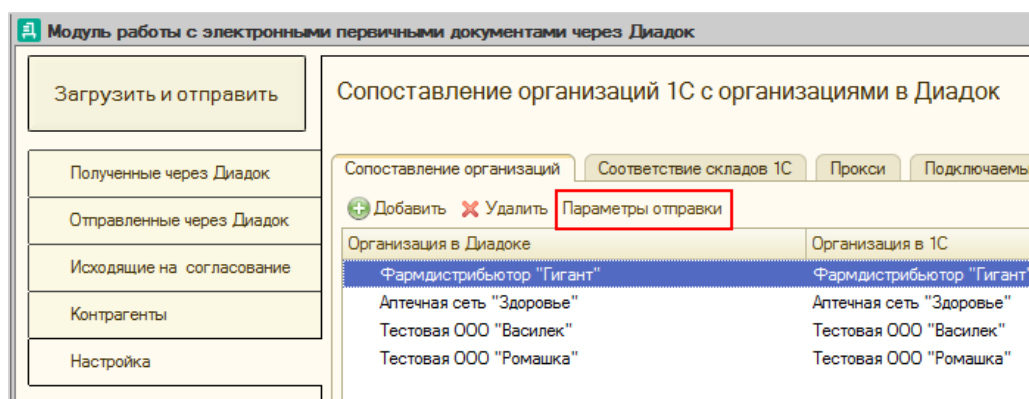 Модуль работы с электронными первичными документами через Диадок
Загрузить и отправить
Сопоставление организаций 1С с организациями в Диадок
Полученные через Диадок
Отправленные через Диадок
Исходящие на согласование
Контрагенты
Настройка
Сопоставление организаций Соответствие складов 1С Прокси Подключаемы
Добавить Удалить Параметры отправки
Организация в Диадоке Организация в 1С
Фармдистрибьютор "Гигант" Фармдистрибьютор "Гигант"
Аптечная сеть "Здоровье" Аптечная сеть "Здоровье"
Тестовая ООО "Василек" Тестовая ООО "Василек"
Тестовая ООО "Ромашка" Тестовая ООО "Ромашка"